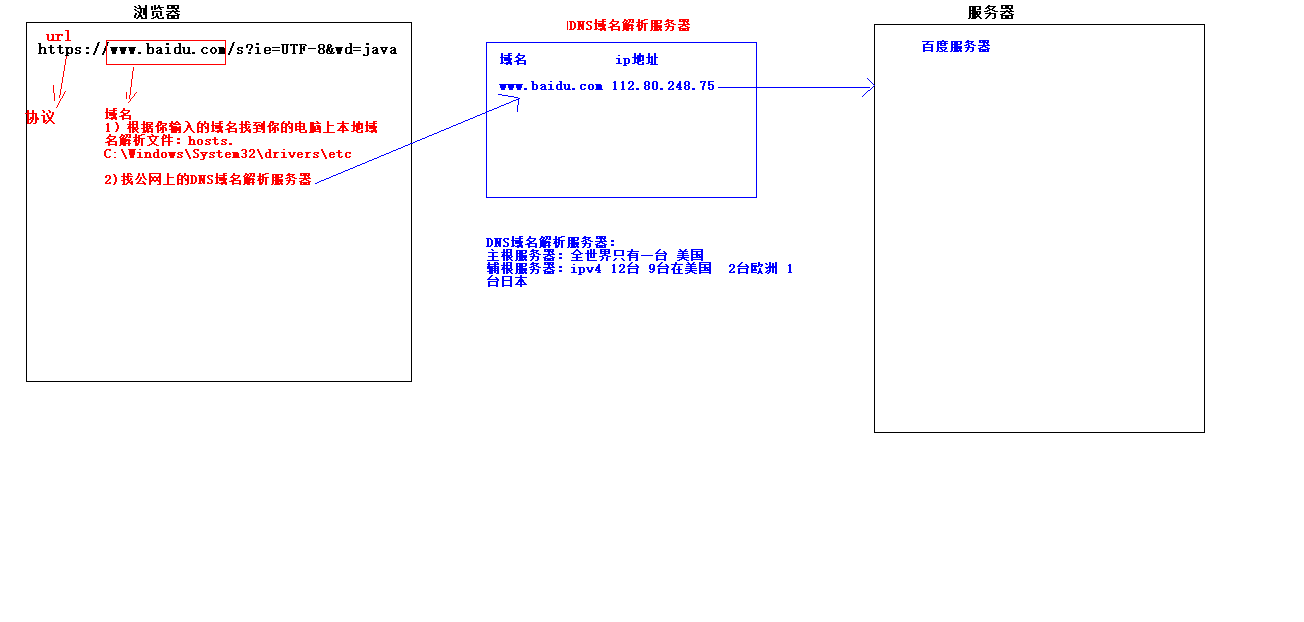 浏览器
url
https://www.baidu.com/s?ie=UTF-8&wd=java
协议
域名
1) 根据你输入的域名找到你的电脑上本地域
名解析文件：hosts.
C:\Windows\System32\drivers\etc
2)找公网上的DNS域名解析服务器
DNS域名解析服务器
域名 ip地址
www.baidu.com 112.80.248.75
DNS域名解析服务器：
主根服务器：全世界只有一台 美国
辅根服务器：ipv4 12台 9台在美国 2台欧洲 1
台日本
服务器
百度服务器